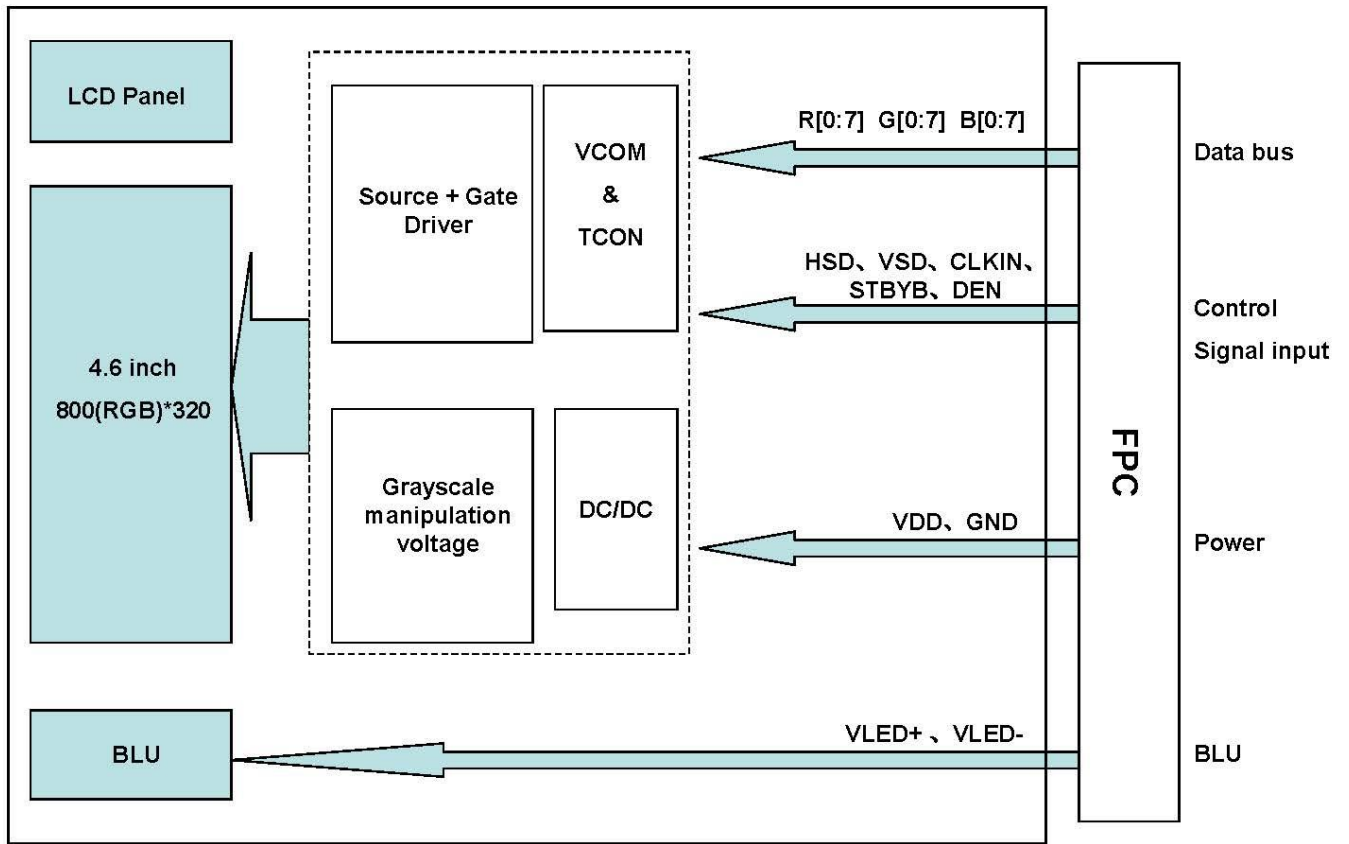 LCD Panel
4.6 inch
800(RGB)*320
BLU
Source + Gate
Driver
VCOM
&
TCON
Grayscale
manipulation
voltage
DC/DC
R[0:7] G[0:7] B[0:7]
HSD、VSD、CLKIN、
STBYB、DEN
VDD、GND
VLED+ 、VLED-
FPC
Data bus
Control
Signal input
Power
BLU